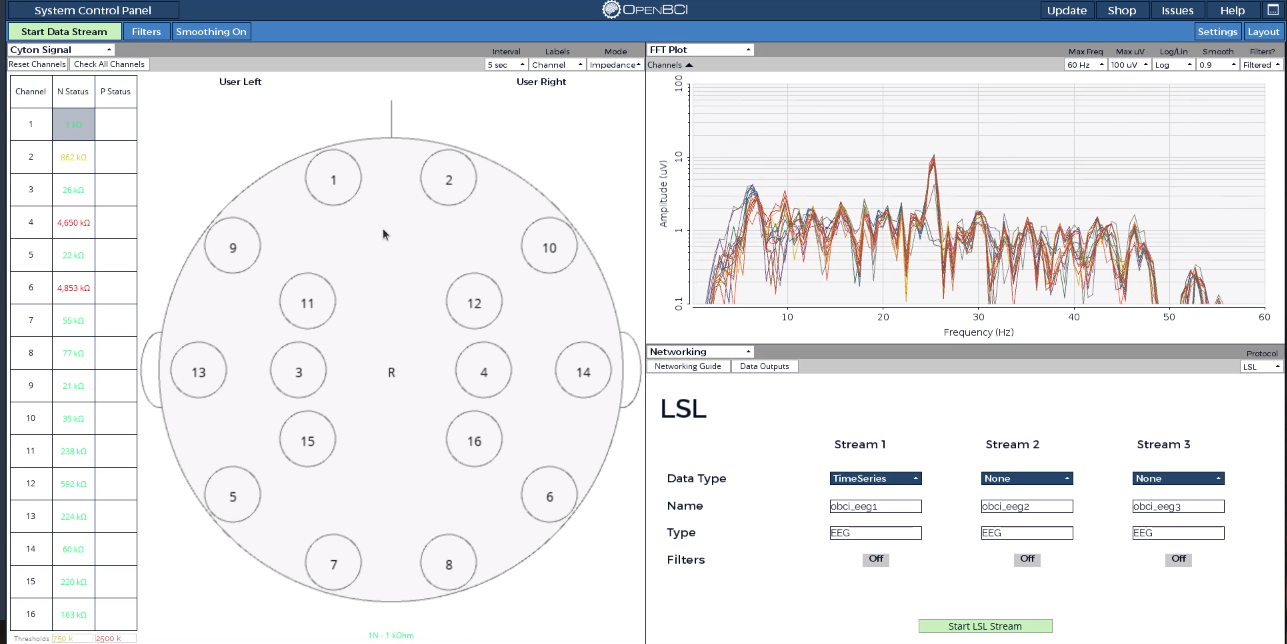 System Control Panel
OPENBCI
Update Shop Issues Help
Start Data Stream Filters Smoothing On
Settings Layout
Cyton Signal
Interval Labels Mode
Reset Channels Check All Channels
5 sec Channel Impedance
Channel N Status P Status
1 1 kΩ
2 862 kΩ
3 26 kΩ
4 4,650 kΩ
5 22 kΩ
6 4,853 kΩ
7 55 kΩ
8 77 kΩ
9 21 kΩ
10 35 kΩ
11 238 kΩ
12 592 kΩ
13 224 kΩ
14 60 kΩ
15 220 kΩ
16 163 kΩ
Thresholds: 750 k 2500 k
User Left User Right
1 2
9 10
11 12
13 3 R 4 14
15 16
5 6
7 8
1N - 1 kOhm
FFT Plot
Max Freq Max uV Log/Lin Smooth Filters?
Channels
60 Hz 100 uV Log 0.9 Filtered
Amplitude (uV)
100
10
1
0.1
10 20 30 40 50 60
Frequency (Hz)
Networking
Protocol
Networking Guide Data Outputs
LSL
LSL
Stream 1 Stream 2 Stream 3
Data Type TimeSeries None None
Name obci_eeg1 obci_eeg2 obci_eeg3
Type EEG EEG EEG
Filters Off Off Off
Start LSL Stream